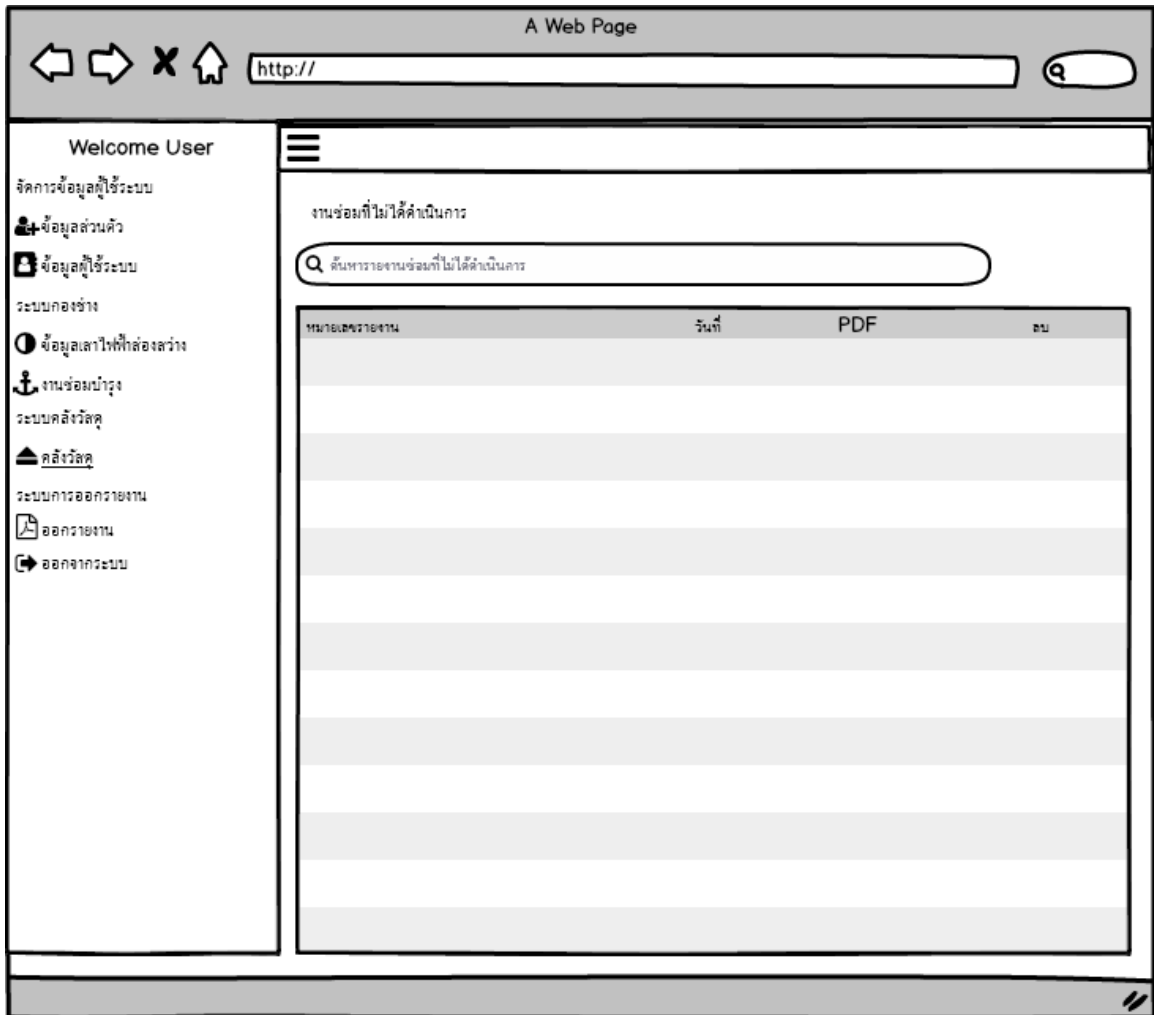 A Web Page
http://
Welcome User
จัดการข้อมูลผู้ใช้ระบบ
ข้อมูลส่วนตัว
ข้อมูลผู้ใช้ระบบ
ระบบกองช่าง
ข้อมูลเสาไฟฟ้าส่องสว่าง
งานซ่อมบำรุง
ระบบคลังวัสดุ
คลังวัสดุ
ระบบการออกรายงาน
ออกรายงาน
ออกจากระบบ
งานซ่อมที่ไม่ได้ดำเนินการ
ค้นหารายงานซ่อมที่ไม่ได้ดำเนินการ
หมายเลขรายงาน วันที่ PDF ลบ